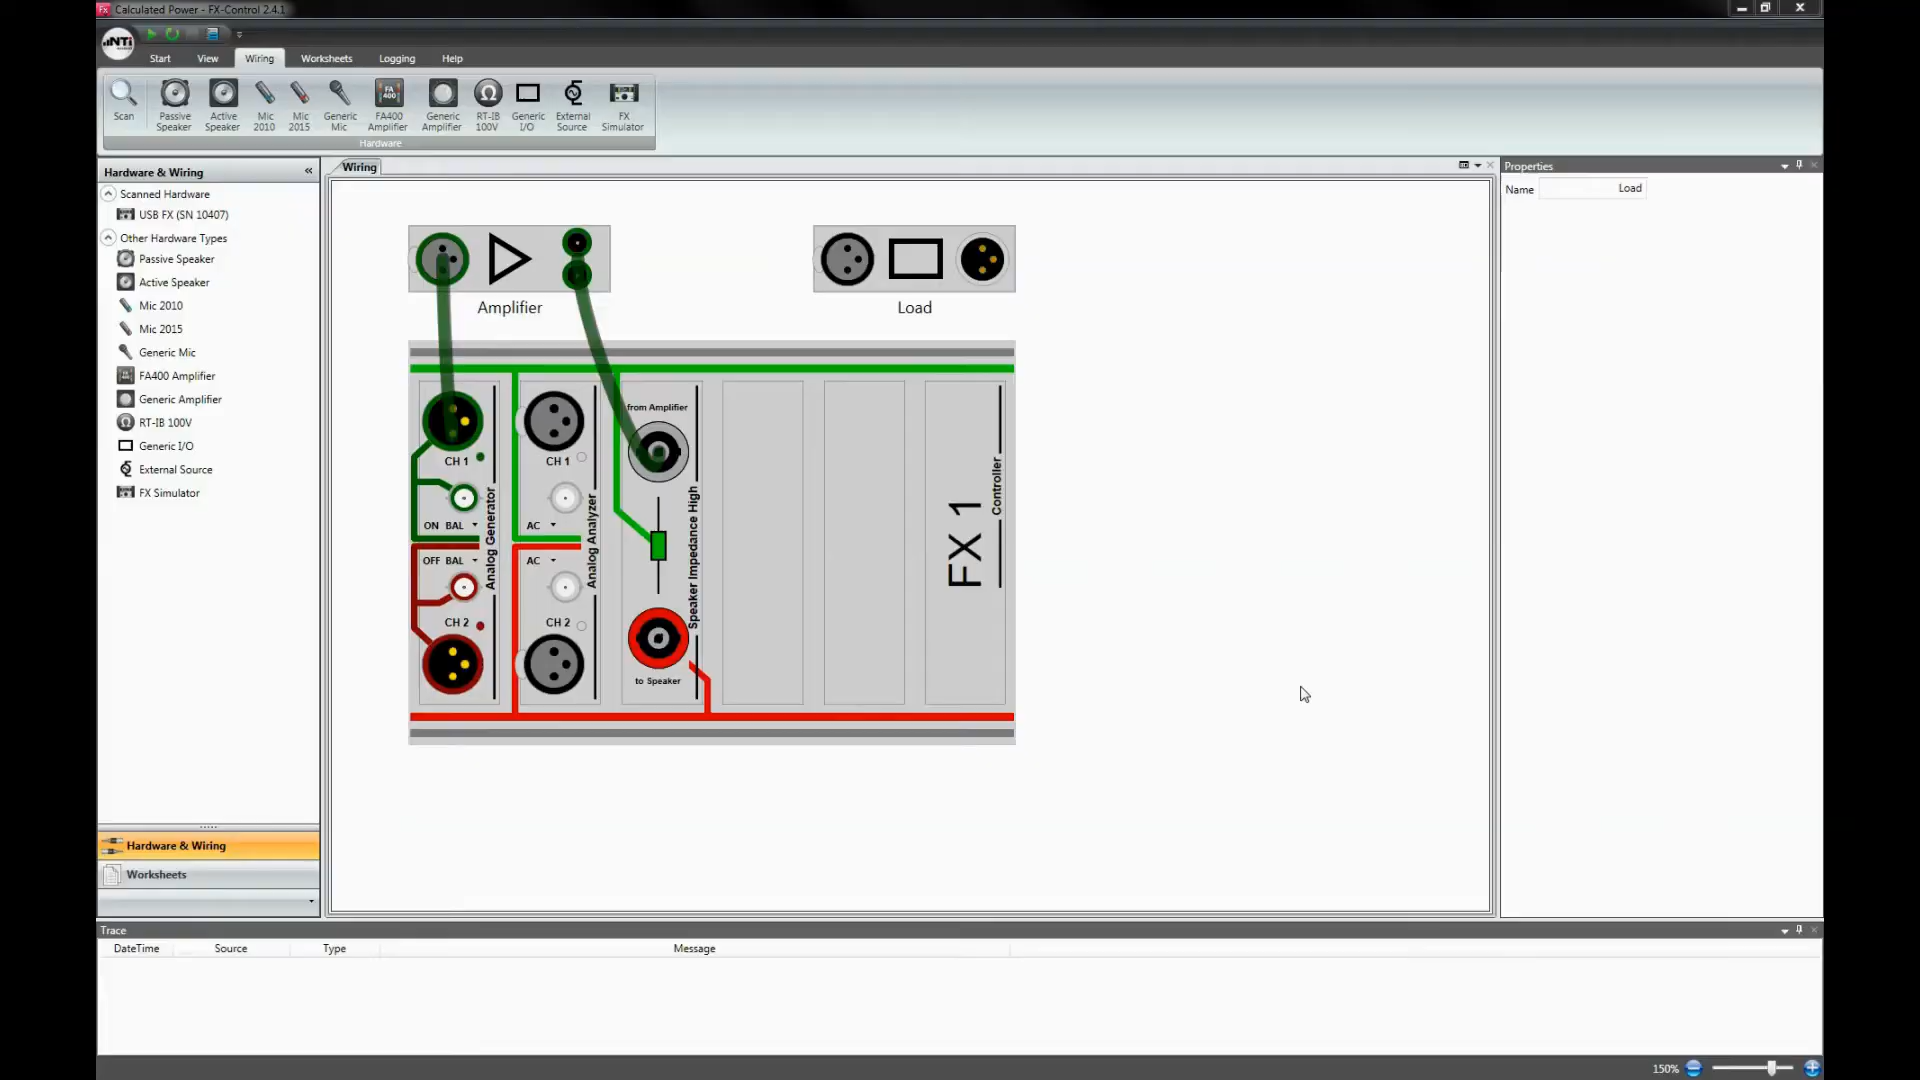 Fx Calculated Power - FX-Control 2.4.1
NTi
Start View Wiring Worksheets Logging Help
Scan Passive Speaker Active Speaker Mic 2010 Mic 2015 Generic Mic FA400 Amplifier Generic Amplifier RT-IB 100V Generic I/O External Source FX Simulator
FA 400
Hardware
Hardware & Wiring
Scanned Hardware
USB FX (SN 10407)
Other Hardware Types
Passive Speaker
Active Speaker
Mic 2010
Mic 2015
Generic Mic
FA400 Amplifier
Generic Amplifier
RT-IB 100V
Generic I/O
External Source
FX Simulator
Hardware & Wiring
Worksheets
Wiring
Amplifier
Load
from Amplifier
CH 1
CH 1
ON BAL
AC
OFF BAL
AC
CH 2
CH 2
to Speaker
Analog Generator
Analog Analyzer
Speaker Impedance High
FX 1
Controller
Properties
Name Load
Trace
DateTime Source Type Message
150%